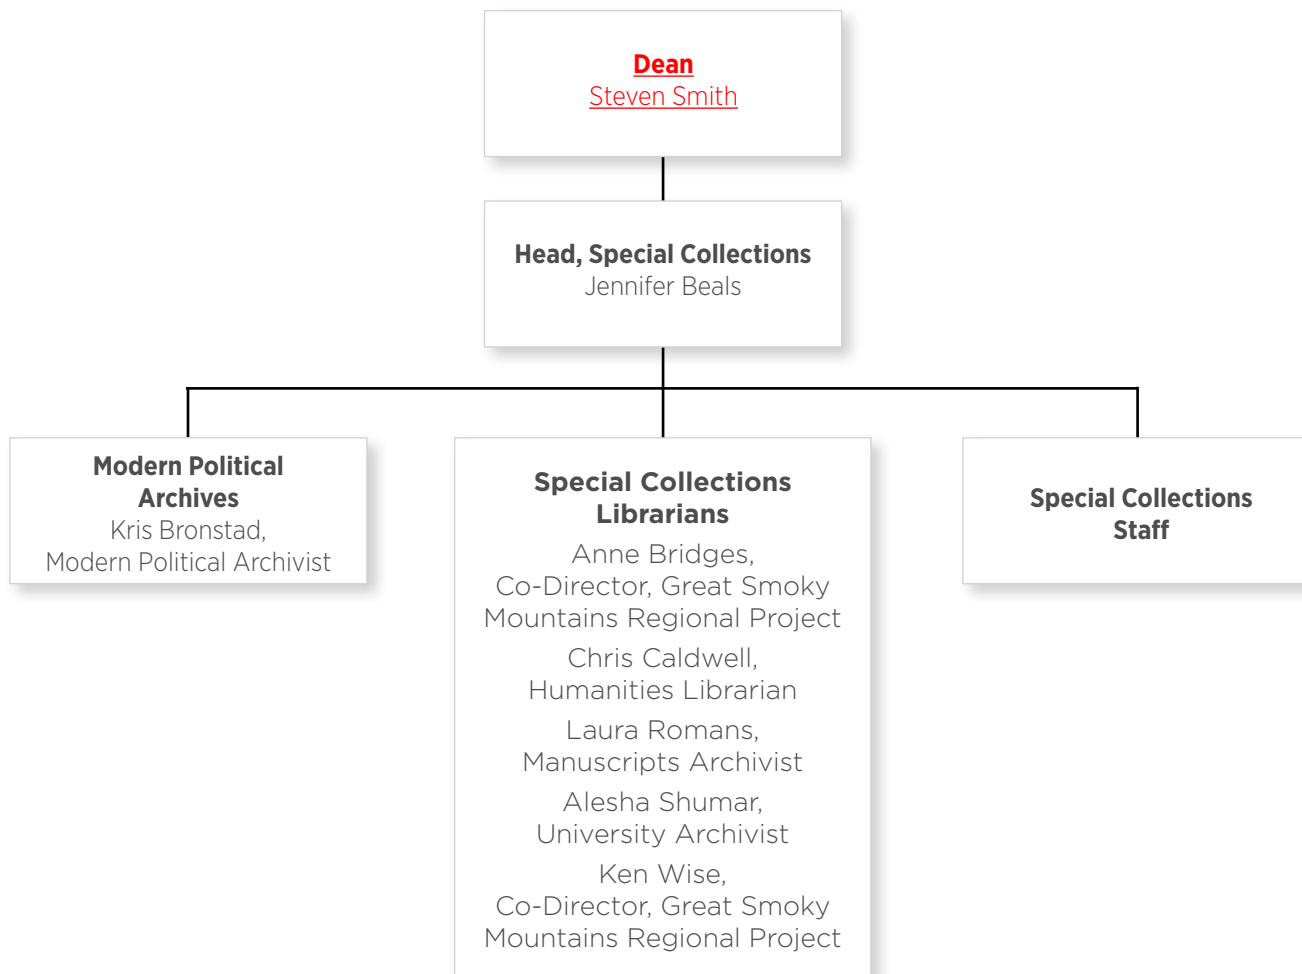 Dean
Steven Smith
Head, Special Collections
Jennifer Beals
Modern Political
Archives
Kris Bronstad,
Modern Political Archivist
Special Collections
Librarians
Anne Bridges,
Co-Director, Great Smoky
Mountains Regional Project
Chris Caldwell,
Humanities Librarian
Laura Romans,
Manuscripts Archivist
Alesha Shumar,
University Archivist
Ken Wise,
Co-Director, Great Smoky
Mountains Regional Project
Special Collections
Staff